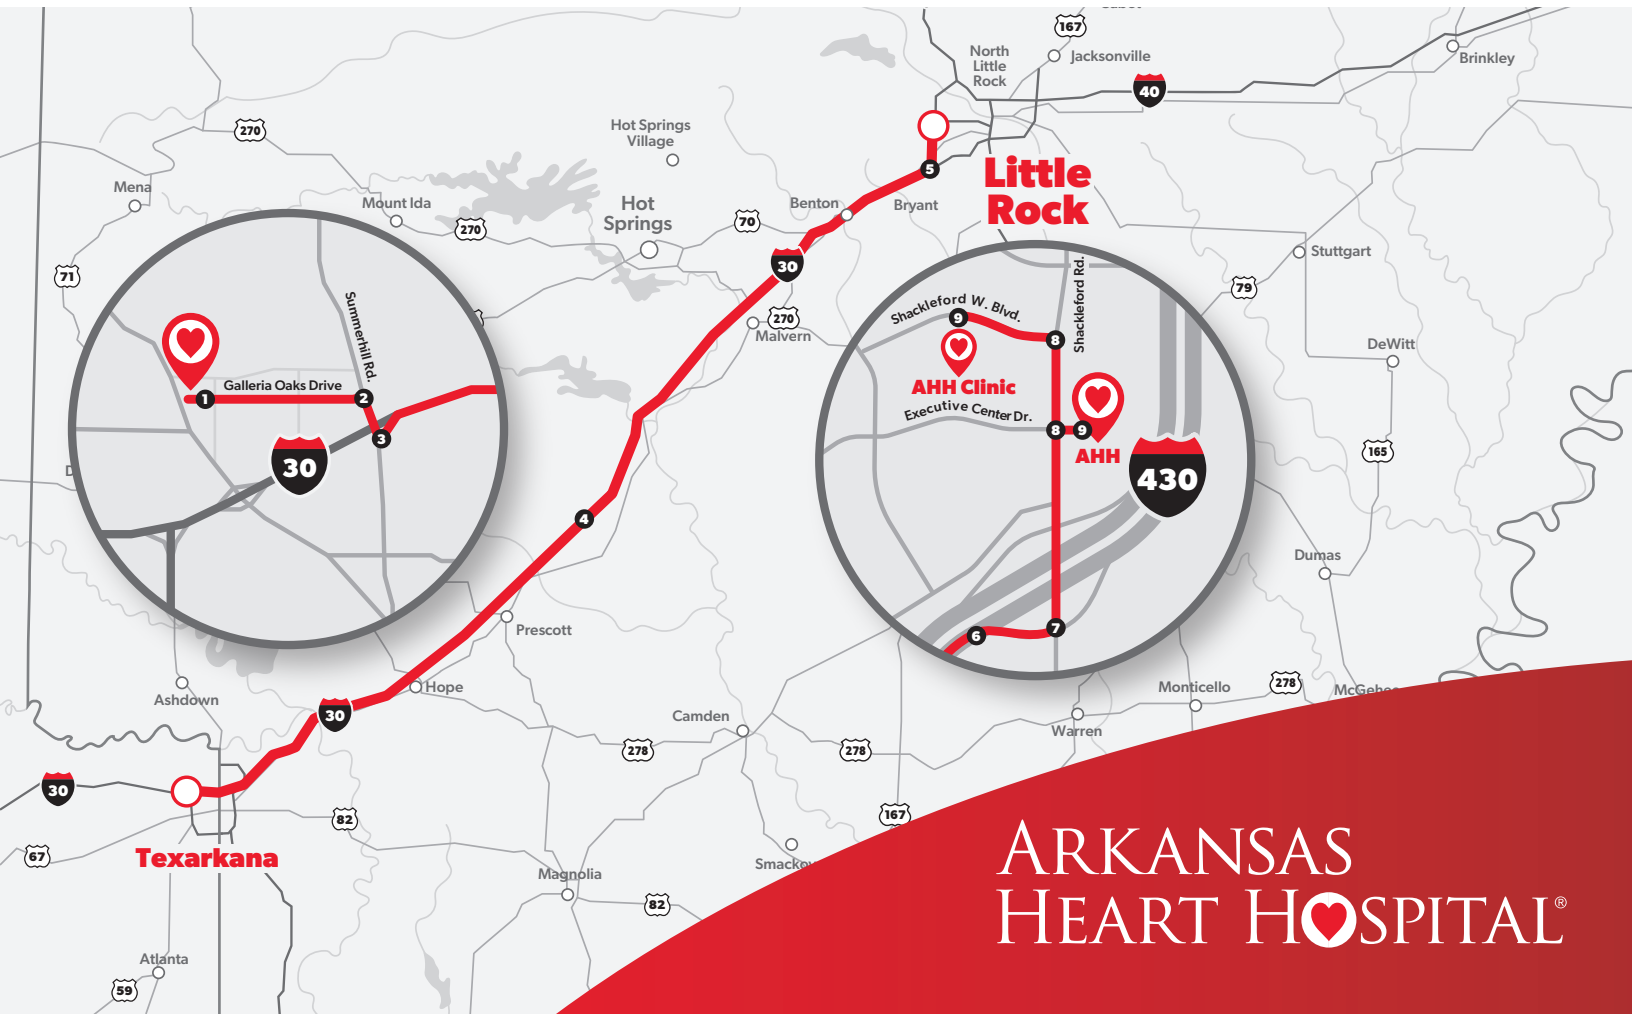 167
North
Little
Rock
Jacksonville
Brinkley
40
270
Hot Springs
Village
5
Little
Rock
Mena
Mount Ida
Hot
Springs
Benton
Bryant
270
70
71
30
Stuttgart
79
270
Malvern
DeWitt
Summerhill Rd.
Galleria Oaks Drive
1
2
3
30
Shackleford W. Blvd.
Shackleford Rd.
9
8
AHH Clinic
Executive Center Dr.
8
9
AHH
430
6
7
D
165
4
Dumas
Prescott
Ashdown
Hope
30
Monticello
278
McGehee
Camden
Warren
278
278
30
82
167
67
Texarkana
Smackov
Magnolia
82
Atlanta
59
ARKANSAS
HEART HOSPITAL®